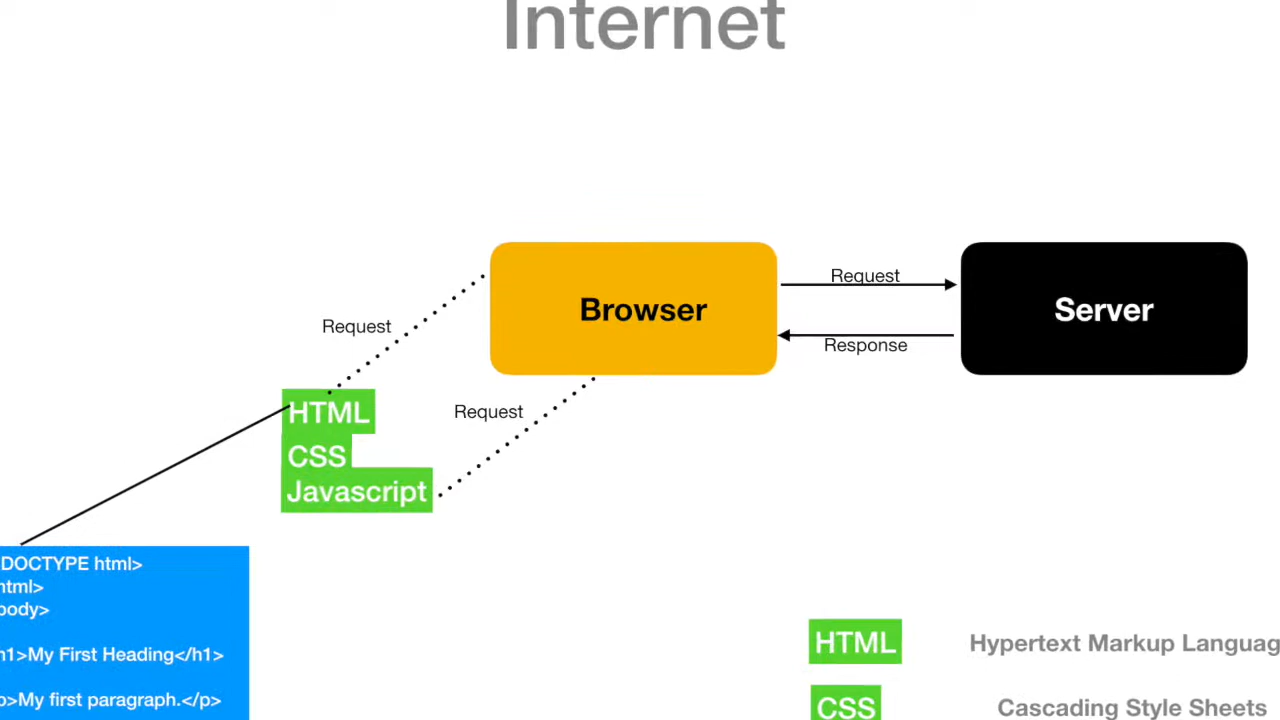 Internet
Request
Browser
Server
Response
Request
Request
HTML
CSS
Javascript
DOCTYPE html>
html>
body>
h1>My First Heading</h1>
p>My first paragraph.</p>
HTML
Hypertext Markup Languag
CSS
Cascading Style Sheets